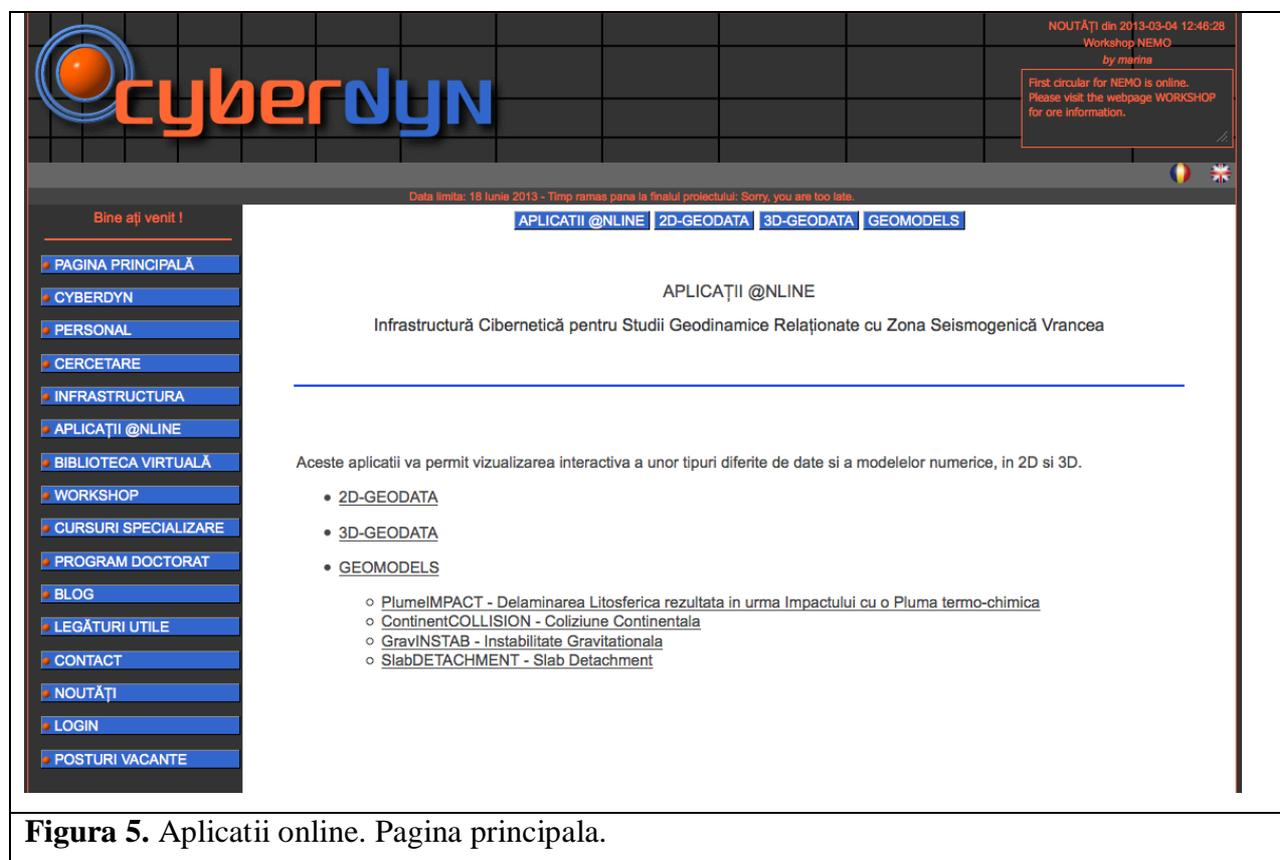 cyberdyn
NOUTĂȚI din 2013-03-04 12:46:28
Workshop NEMO
by marina
First circular for NEMO is online.
Please visit the webpage WORKSHOP
for ore information.
Data limita: 18 Iunie 2013 - Timp ramas pana la finalul proiectului: Sorry, you are too late.
Bine ați venit !
PAGINA PRINCIPALĂ
CYBERDYN
PERSONAL
CERCETARE
INFRASTRUCTURA
APLICAȚII @NLINE
BIBLIOTECA VIRTUALĂ
WORKSHOP
CURSURI SPECIALIZARE
PROGRAM DOCTORAT
BLOG
LEGĂTURI UTILE
CONTACT
NOUTĂȚI
LOGIN
POSTURI VACANTE
APLICATII @NLINE 2D-GEODATA 3D-GEODATA GEOMODELS
APLICAȚII @NLINE
Infrastructură Cibernetică pentru Studii Geodinamice Relaționate cu Zona Seismogenică Vrancea
Aceste aplicatii va permit vizualizarea interactiva a unor tipuri diferite de date si a modelelor numerice, in 2D si 3D.
2D-GEODATA
3D-GEODATA
GEOMODELS
PlumeIMPACT - Delaminarea Litosferica rezultata in urma Impactului cu o Pluma termo-chimica
ContinentCOLLISION - Coliziune Continentala
GravINSTAB - Instabilitate Gravitationala
SlabDETACHMENT - Slab Detachment
Figura 5. Aplicatii online. Pagina principala.